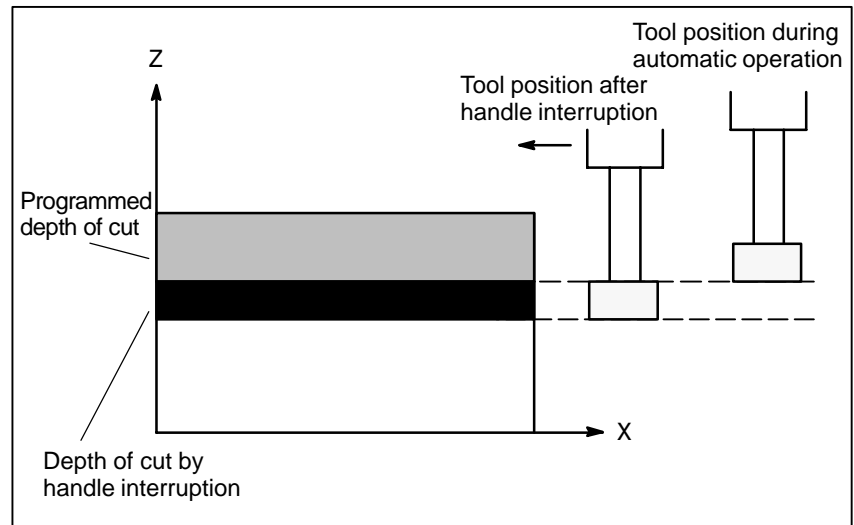 Tool position during
automatic operation
Z
Tool position after
handle interruption
Programmed
depth of cut
X
Depth of cut by
handle interruption